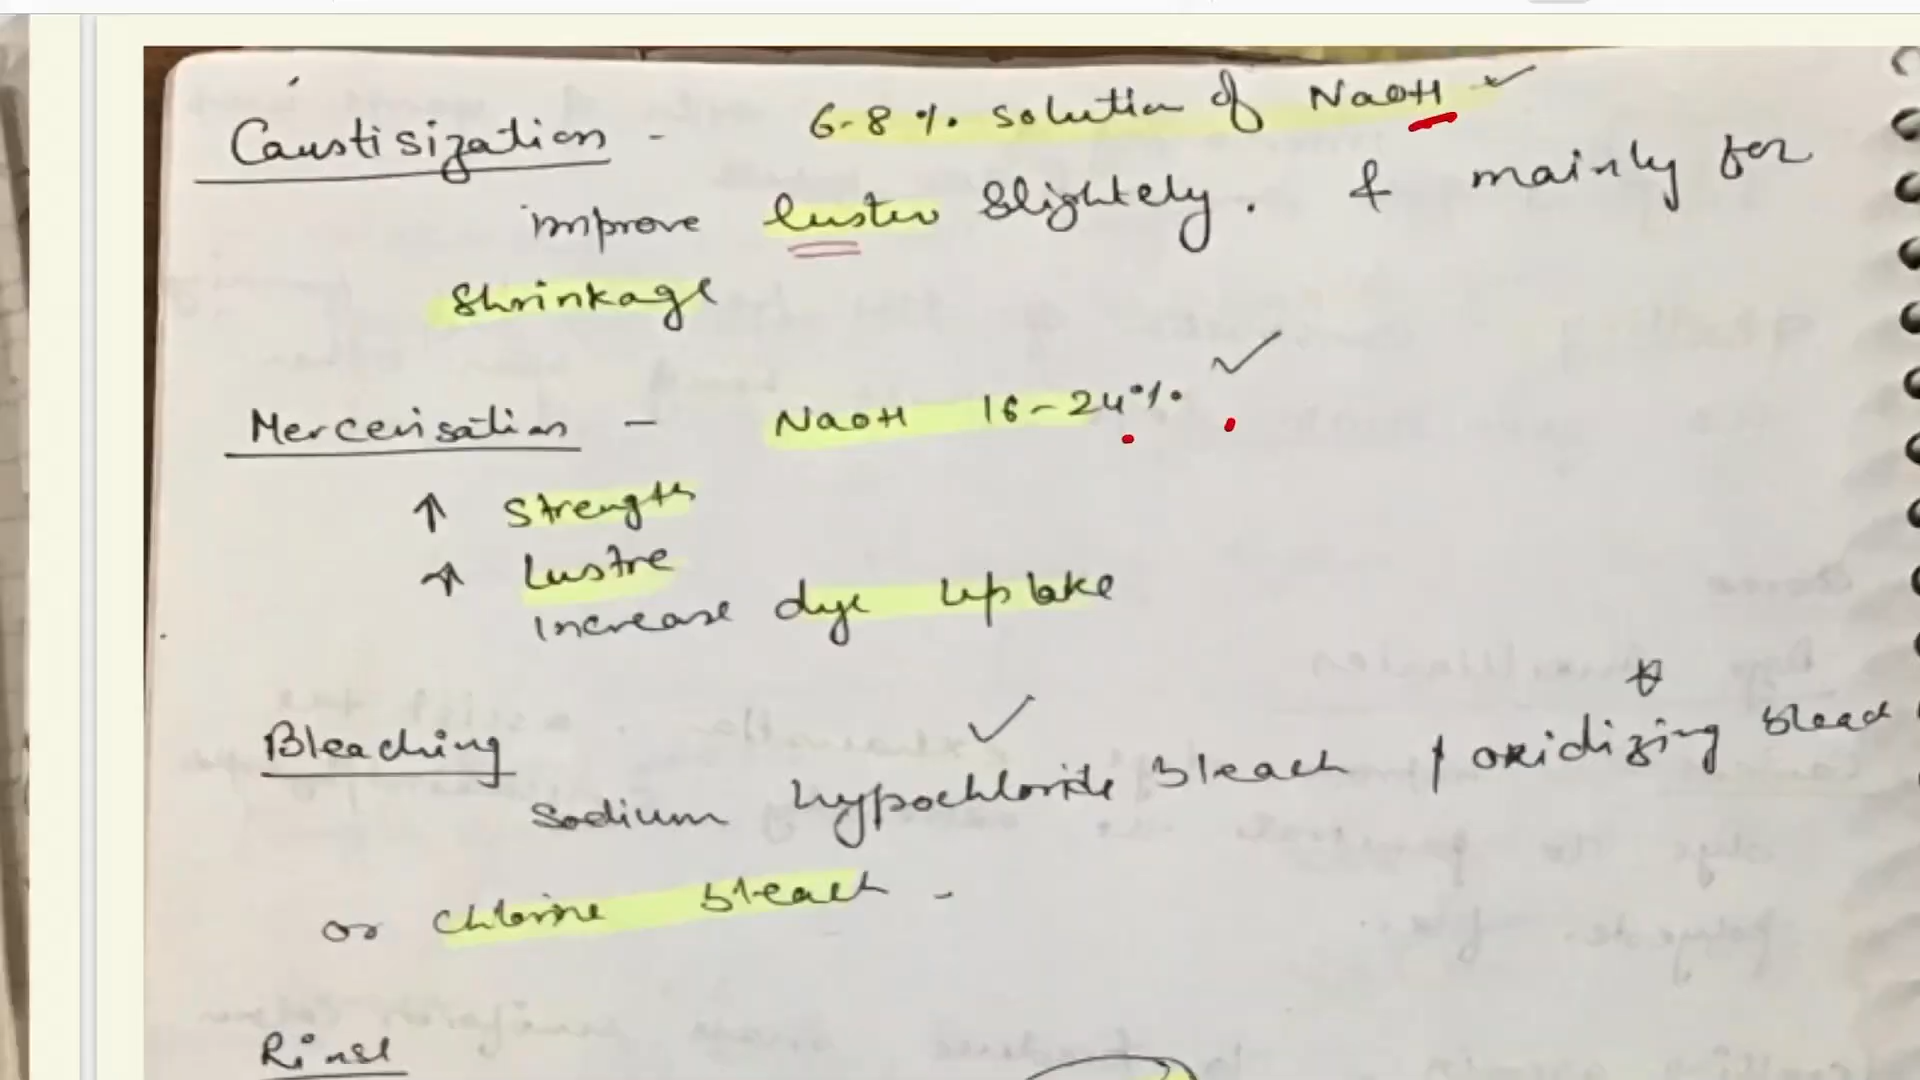 Caustisization - 6-8 % solution of NaOH
improve luster slightely. & mainly for
shrinkage
Mercerisation - NaOH 16-24%
↑ Strength
↑ Lustre
increase dye uptake
Bleaching
Sodium hypochloride bleach / oxidizing bleach
or chlorine bleach -
Rinse